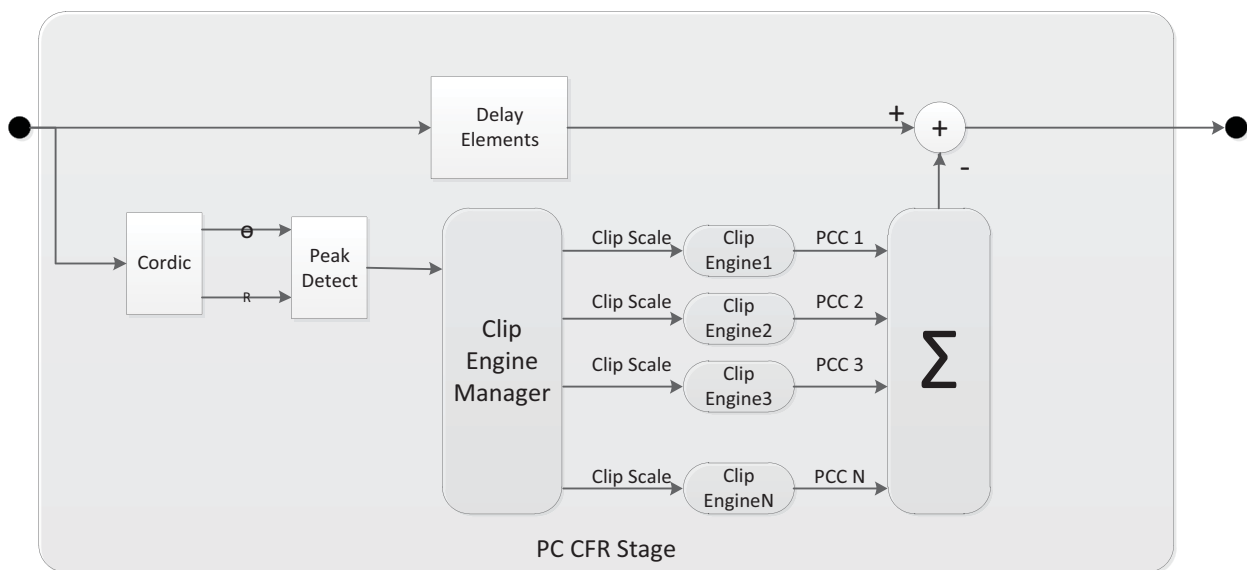 Delay
Elements
+
+
-
Cordic
Θ
R
Peak
Detect
Clip
Engine
Manager
Clip Scale
Clip
Engine1
PCC 1
Clip Scale
Clip
Engine2
PCC 2
Clip Scale
Clip
Engine3
PCC 3
Clip Scale
Clip
EngineN
PCC N
Σ
PC CFR Stage